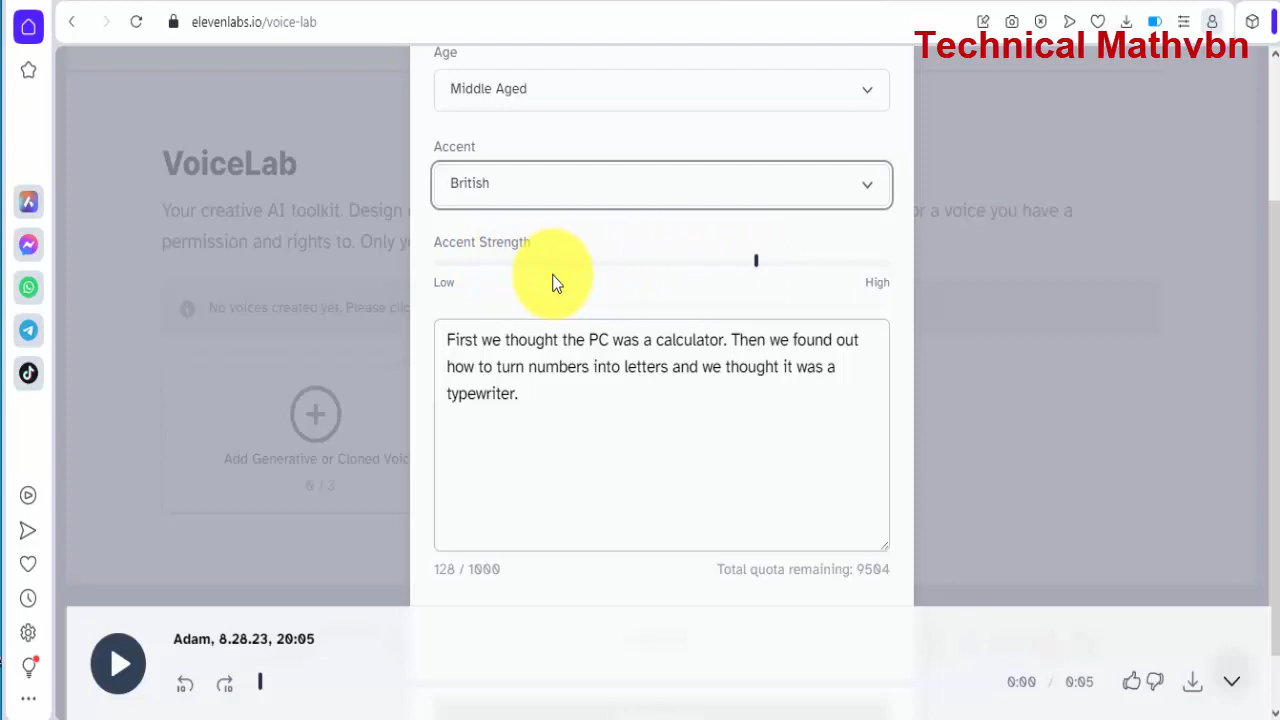 elevenlabs.io/voice-lab
Technical Mathvbn
Age
Middle Aged
Accent
VoiceLab
British
Your creative AI toolkit. Design
or a voice you have a
permission and rights to. Only
Accent Strength
Low
High
No voices created yet. Please
First we thought the PC was a calculator. Then we found out
how to turn numbers into letters and we thought it was a
typewriter.
Add Generative or Cloned Voic
0 / 3
128 / 1000
Total quota remaining: 9504
Adam, 8.28.23, 20:05
10
10
0:00 / 0:05